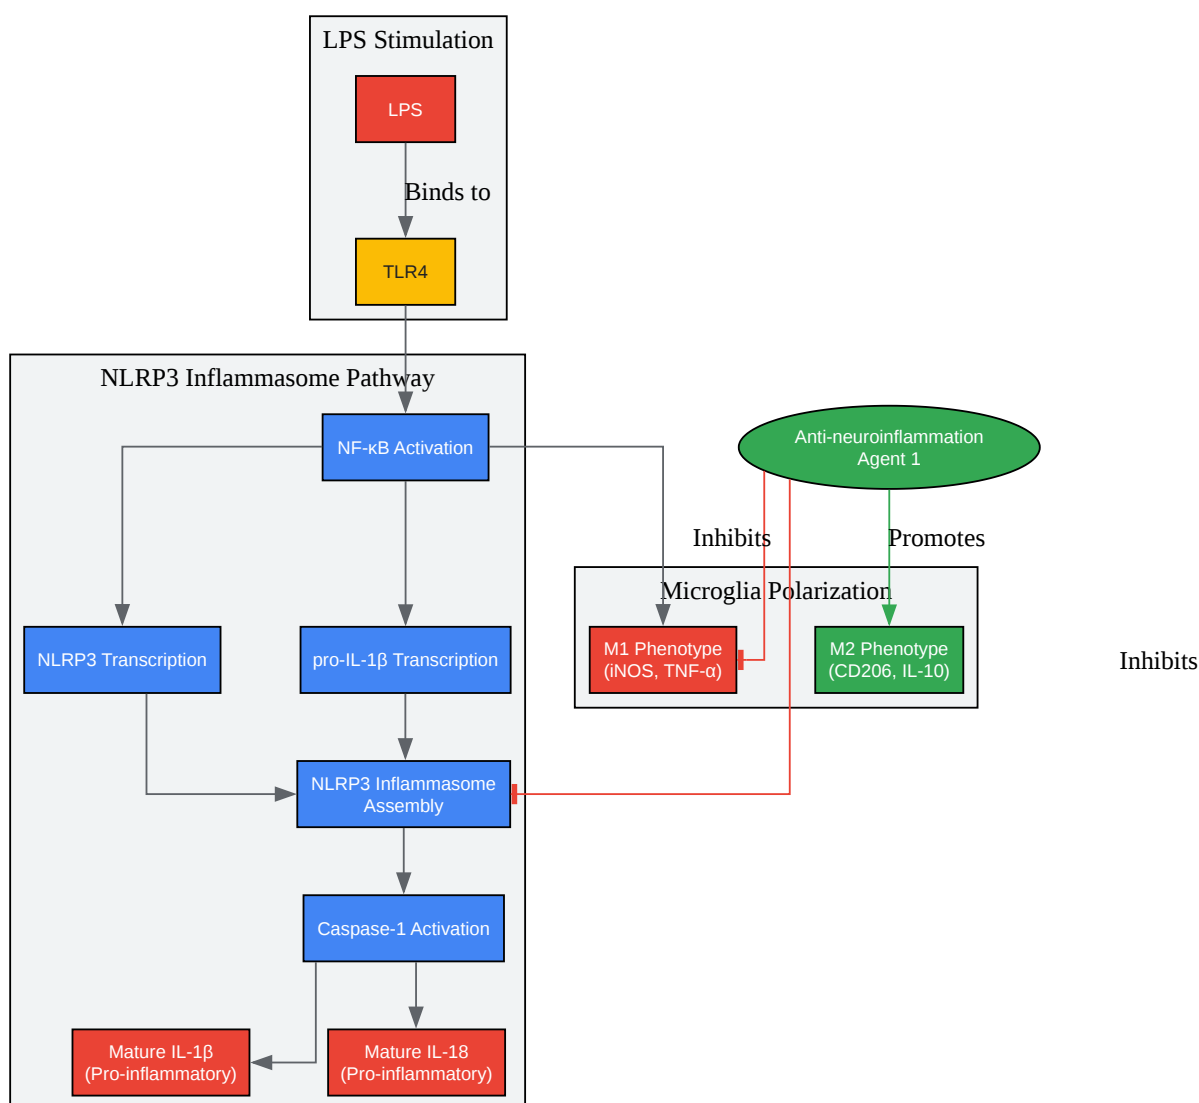 LPS Stimulation
LPS
Binds to
TLR4
NLRP3 Inflammasome Pathway
NF-κB Activation
Anti-neuroinflammation
Agent 1
Inhibits
Promotes
Microglia Polarization
NLRP3 Transcription
pro-IL-1β Transcription
M1 Phenotype
(iNOS, TNF-α)
M2 Phenotype
(CD206, IL-10)
Inhibits
NLRP3 Inflammasome
Assembly
Caspase-1 Activation
Mature IL-1β
(Pro-inflammatory)
Mature IL-18
(Pro-inflammatory)